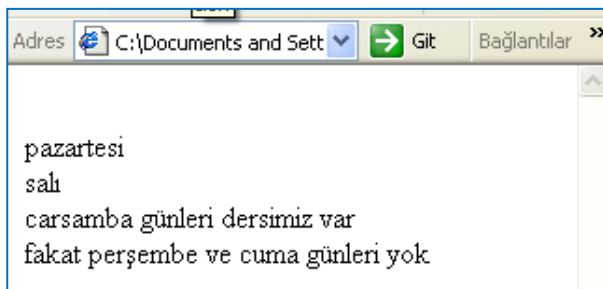 Adres C:\Documents and Sett Git Bağlantılar »
pazartesi
salı
carsamba günleri dersimiz var
fakat perşembe ve cuma günleri yok